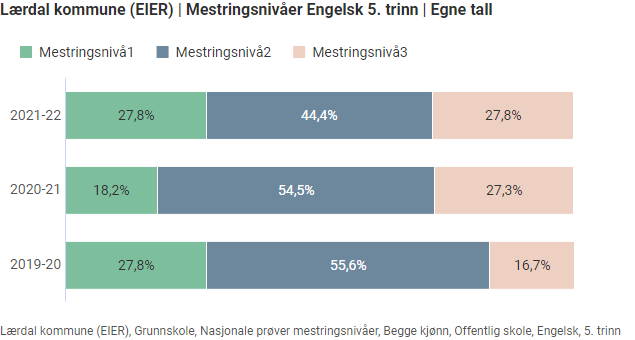 Lærdal kommune (EIER) | Mestringsnivåer Engelsk 5. trinn | Egne tall
Mestringsnivå1 Mestringsnivå2 Mestringsnivå3
2021-22 27,8% 44,4% 27,8%
2020-21 18,2% 54,5% 27,3%
2019-20 27,8% 55,6% 16,7%
Lærdal kommune (EIER), Grunnskole, Nasjonale prøver mestringsnivåer, Begge kjønn, Offentlig skole, Engelsk, 5. trinn